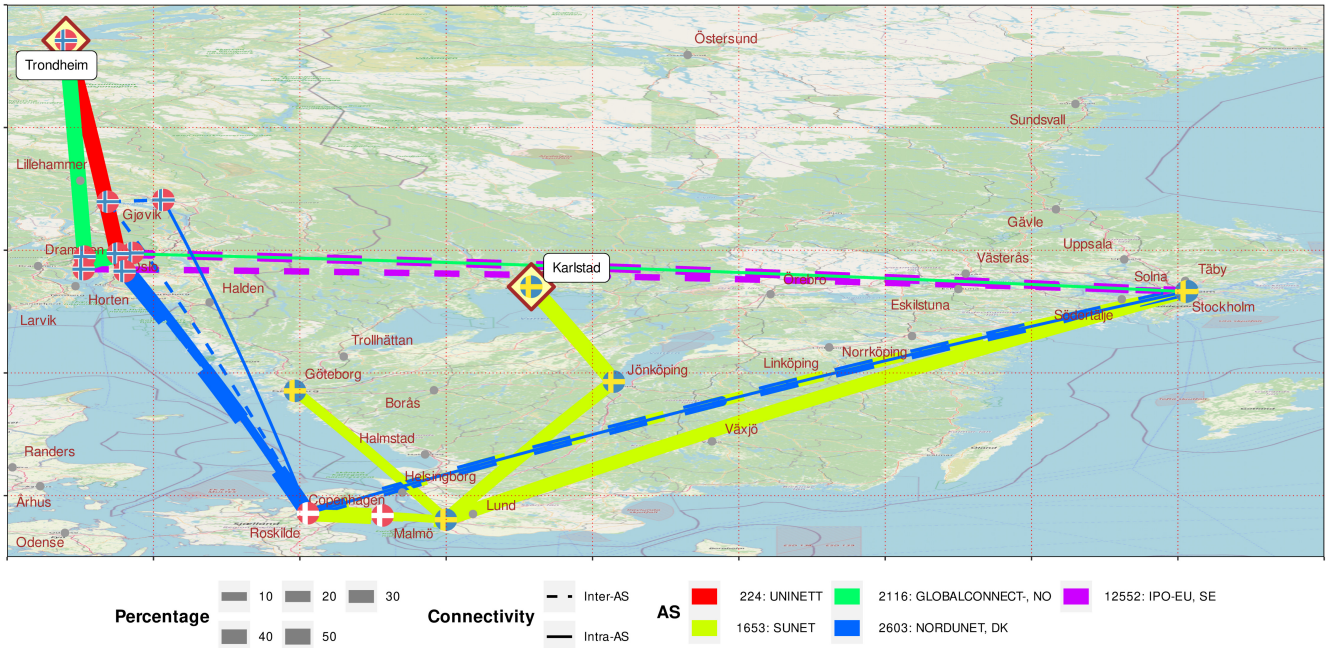 Östersund
Trondheim
Sundsvall
Lillehammer
Gjøvik
Gävle
Uppsala
Karlstad
Västerås
Solna
Täby
Örebro
Halden
Horten
Eskilstuna
Södertälje
Stockholm
Larvik
Trollhättan
Norrköping
Linköping
Göteborg
Jönköping
Borås
Växjö
Halmstad
Randers
Helsingborg
Copenhagen
Århus
Lund
Roskilde
Malmö
Odense
Percentage
10
20
30
40
50
Connectivity
Inter-AS
Intra-AS
AS
224: UNINETT
2116: GLOBALCONNECT-, NO
12552: IPO-EU, SE
1653: SUNET
2603: NORDUNET, DK